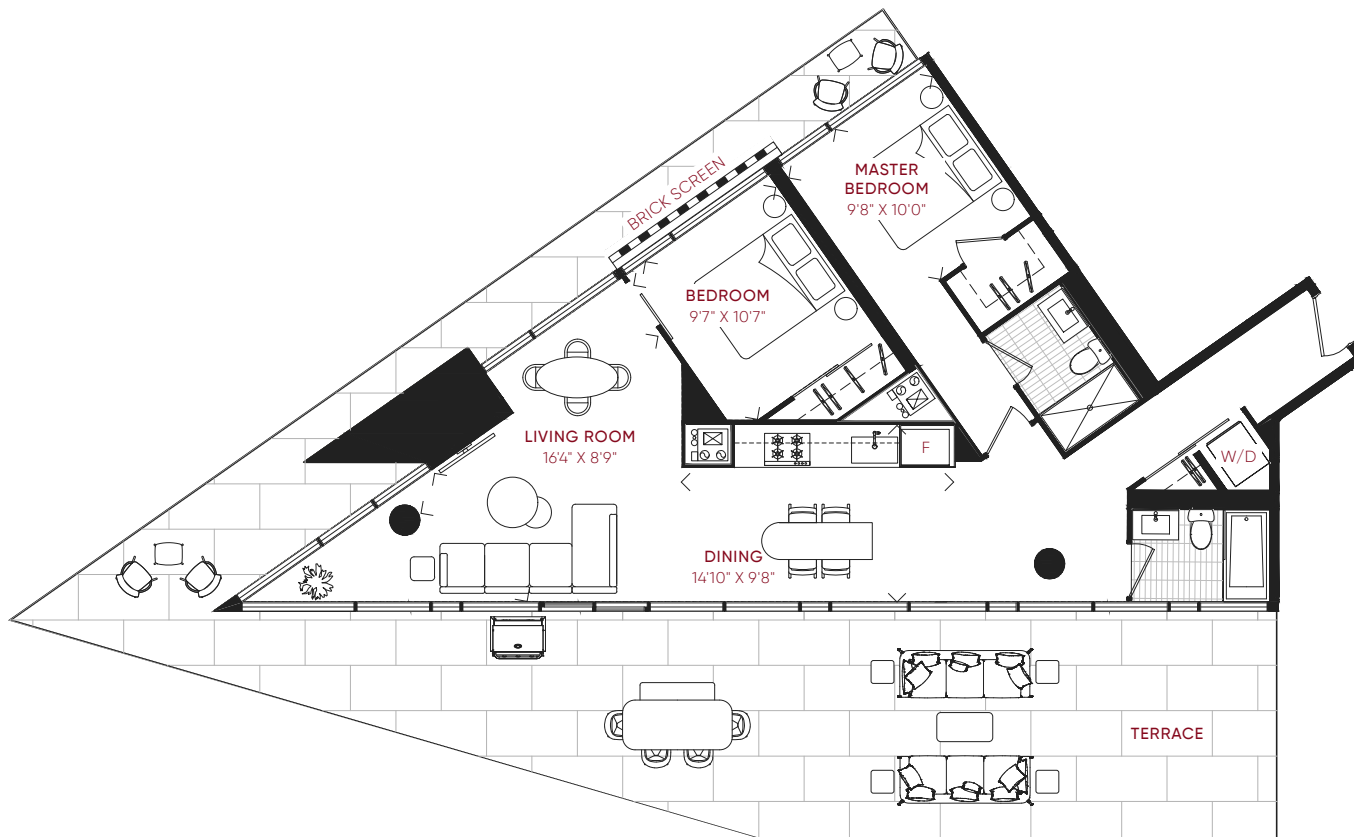 MASTER
BEDROOM
9'8" X 10'0"
BRICK SCREEN
BEDROOM
9'7" X 10'7"
LIVING ROOM
16'4" X 8'9"
F
W/D
DINING
14'10" X 9'8"
TERRACE